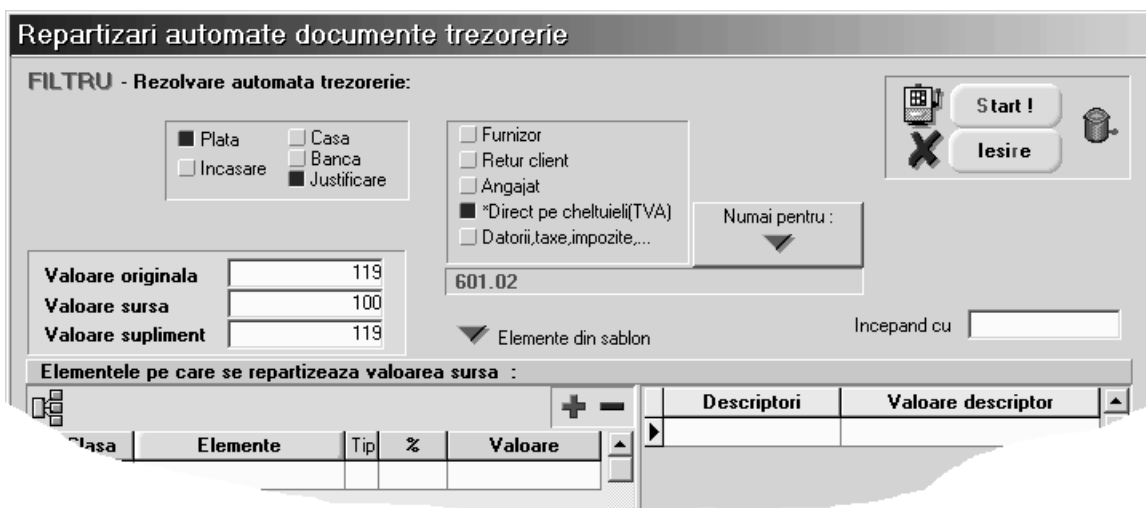 Repartizari automate documente trezorerie
FILTRU - Rezolvare automata trezorerie:
Plata
Incasare
Casa
Banca
Justificare
Furnizor
Retur client
Angajat
*Direct pe cheltuieli(TVA)
Datorii,taxe,impozite,...
Numai pentru :
Start !
Iesire
Valoare originala 119
Valoare sursa 100
Valoare supliment 119
601.02
Elemente din sablon
Incepand cu
Elementele pe care se repartizeaza valoarea sursa :
Elemente Tip % Valoare
Descriptori Valoare descriptor